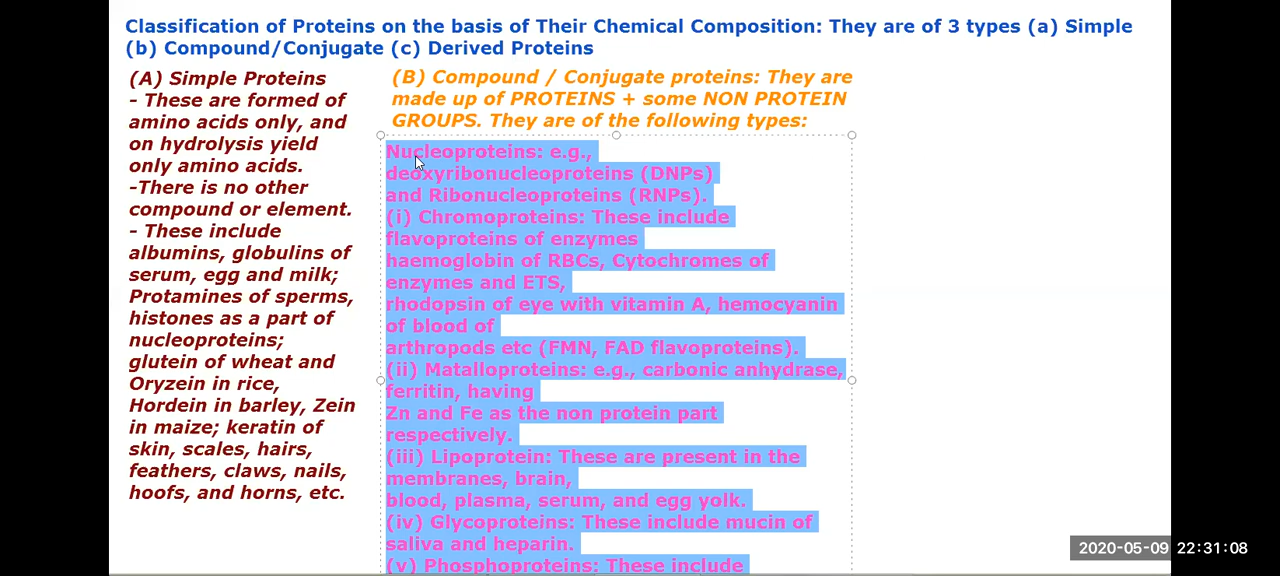 Classification of Proteins on the basis of Their Chemical Composition: They are of 3 types (a) Simple
(b) Compound/Conjugate (c) Derived Proteins
(A) Simple Proteins
- These are formed of
amino acids only, and
on hydrolysis yield
only amino acids.
-There is no other
compound or element.
- These include
albumins, globulins of
serum, egg and milk;
Protamines of sperms,
histones as a part of
nucleoproteins;
glutein of wheat and
Oryzein in rice,
Hordein in barley, Zein
in maize; keratin of
skin, scales, hairs,
feathers, claws, nails,
hoofs, and horns, etc.
(B) Compound / Conjugate proteins: They are
made up of PROTEINS + some NON PROTEIN
GROUPS. They are of the following types:
Nucleoproteins: e.g.,
deoxyribonucleoproteins (DNPs)
and Ribonucleoproteins (RNPs).
(i) Chromoproteins: These include
flavoproteins of enzymes
haemoglobin of RBCs, Cytochromes of
enzymes and ETS,
rhodopsin of eye with vitamin A, hemocyanin
of blood of
arthropods etc (FMN, FAD flavoproteins).
(ii) Matalloproteins: e.g., carbonic anhydrase,
ferritin, having
Zn and Fe as the non protein part
respectively.
(iii) Lipoprotein: These are present in the
membranes, brain,
blood, plasma, serum, and egg yolk.
(iv) Glycoproteins: These include mucin of
saliva and heparin.
(v) Phosphoproteins: These include
2020-05-09 22:31:08